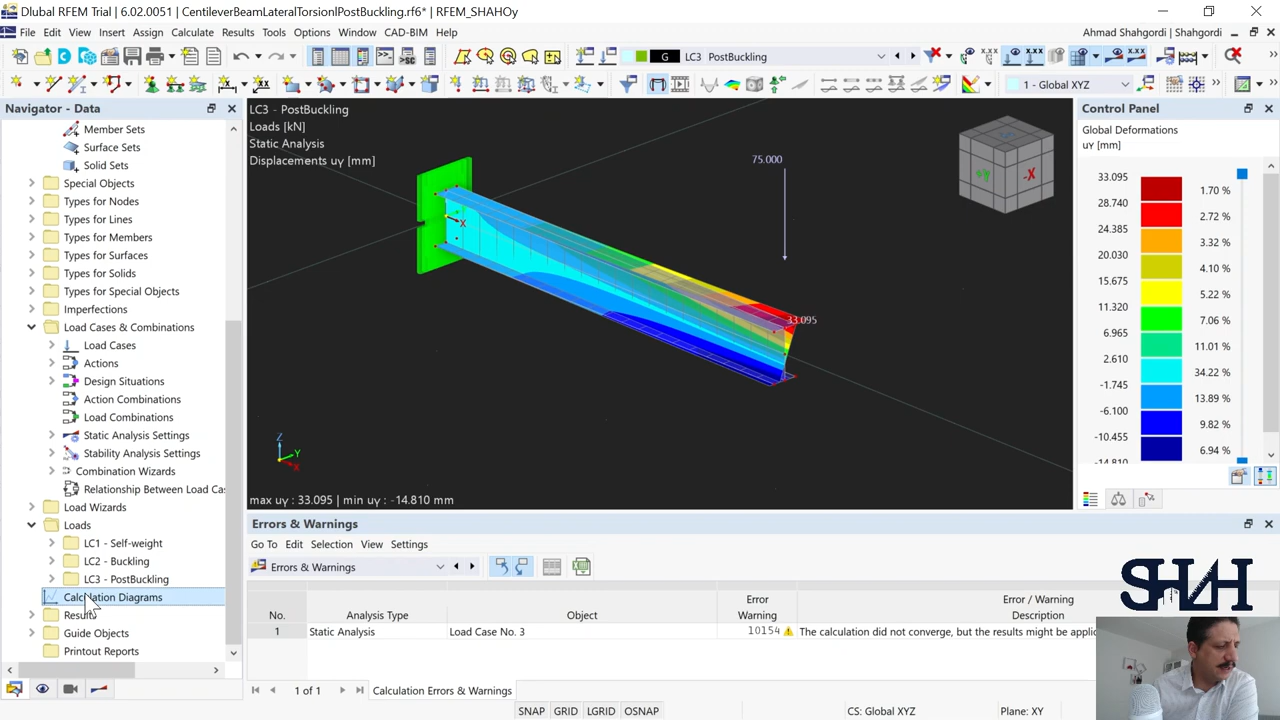 Dlubal RFEM Trial | 6.02.0051 | CentileverBeamLateralTorsionlPostBuckling.rf6* | RFEM_SHAHOy
File Edit View Insert Assign Calculate Results Tools Options Window CAD-BIM Help
Ahmad Shahgordi | Shahgordi
G LC3 PostBuckling
1 - Global XYZ
Navigator - Data
Member Sets
Surface Sets
Solid Sets
Special Objects
Types for Nodes
Types for Lines
Types for Members
Types for Surfaces
Types for Solids
Types for Special Objects
Imperfections
Load Cases & Combinations
Load Cases
Actions
Design Situations
Action Combinations
Load Combinations
Static Analysis Settings
Stability Analysis Settings
Combination Wizards
Relationship Between Load Ca
Load Wizards
Loads
LC1 - Self-weight
LC2 - Buckling
LC3 - PostBuckling
Calculation Diagrams
Results
Guide Objects
Printout Reports
LC3 - PostBuckling
Loads [kN]
Static Analysis
Displacements uY [mm]
75.000
33.095
X
Z
Y
X
+Y
-X
max uY : 33.095 | min uY : -14.810 mm
Control Panel
Global Deformations
uY [mm]
33.095
1.70 %
28.740
2.72 %
24.385
3.32 %
20.030
4.10 %
15.675
5.22 %
11.320
7.06 %
6.965
11.01 %
2.610
34.22 %
-1.745
13.89 %
-6.100
9.82 %
-10.455
6.94 %
-14.810
Errors & Warnings
Go To Edit Selection View Settings
Errors & Warnings
No. Analysis Type Object Error Warning Error / Warning Description
1 Static Analysis Load Case No. 3 10154 The calculation did not converge, but the results might be applic
1 of 1 Calculation Errors & Warnings
SNAP GRID LGRID OSNAP CS: Global XYZ Plane: XY
SHAH